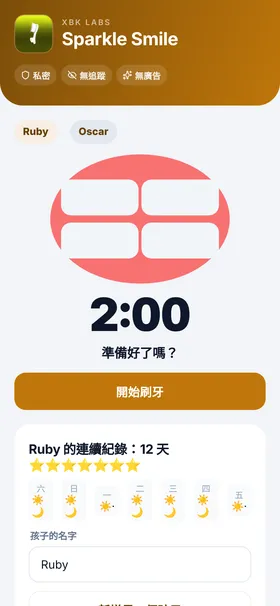 XBK LABS
Sparkle Smile
私密 無追蹤 無廣告
Ruby Oscar
2:00
準備好了嗎？
開始刷牙
Ruby 的連續紀錄：12 天
六 日 一 二 三 四 五
孩子的名字
Ruby